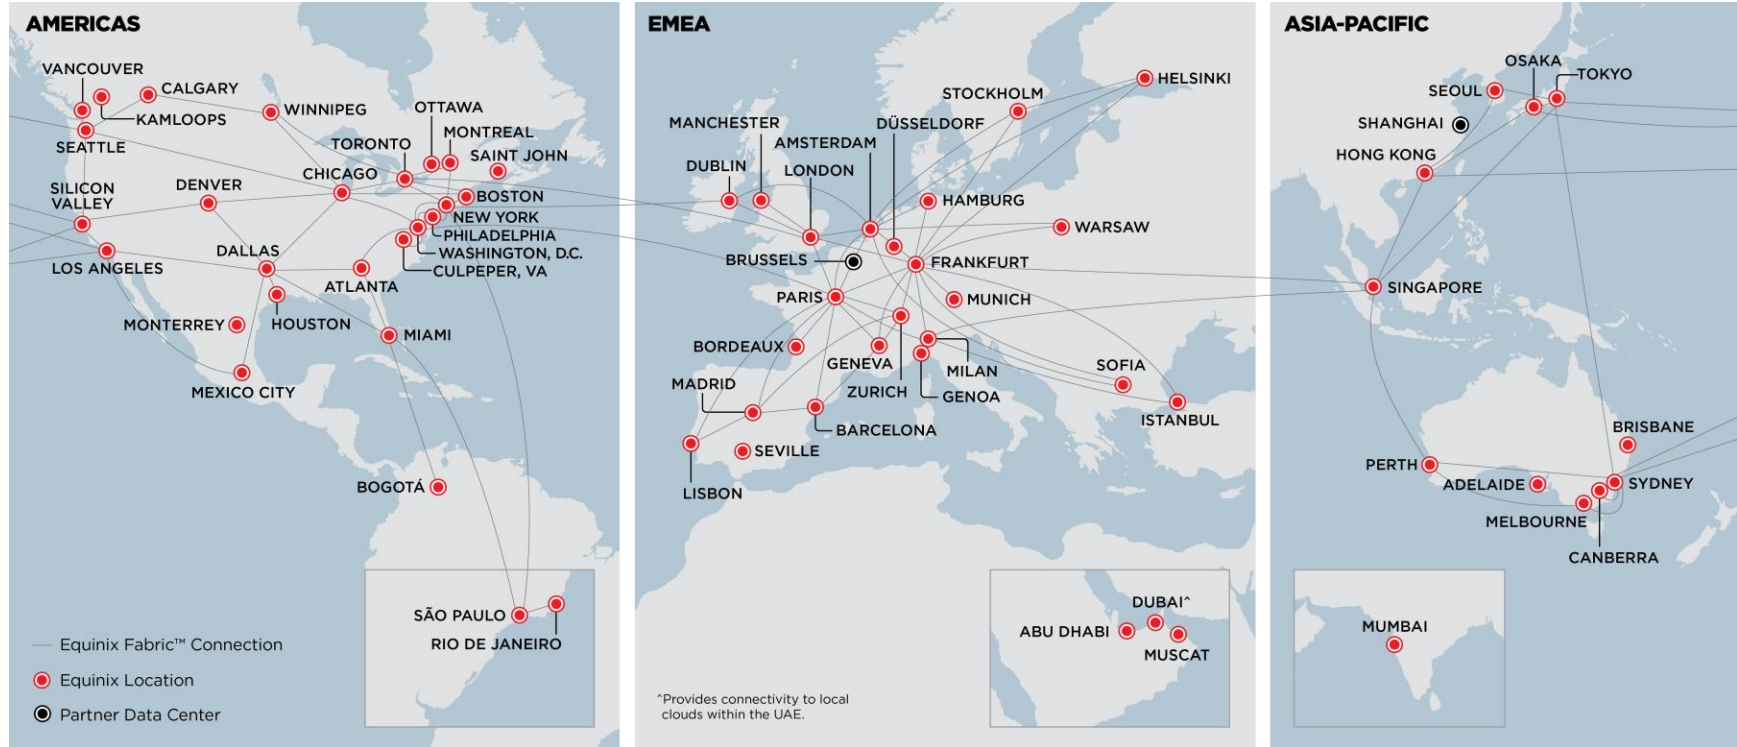 AMERICAS
VANCOUVER
CALGARY
KAMLOOPS
WINNIPEG
OTTAWA
SEATTLE
TORONTO
MONTREAL
SAINT JOHN
SILICON
VALLEY
DENVER
CHICAGO
BOSTON
NEW YORK
PHILADELPHIA
WASHINGTON, D.C.
CULPEPER, VA
LOS ANGELES
DALLAS
ATLANTA
MONTERREY
HOUSTON
MIAMI
MEXICO CITY
BOGOTÁ
SÃO PAULO
RIO DE JANEIRO
Equinix Fabric™ Connection
Equinix Location
Partner Data Center
EMEA
HELSINKI
STOCKHOLM
MANCHESTER
DÜSSELDORF
AMSTERDAM
DUBLIN
LONDON
HAMBURG
WARSAW
BRUSSELS
FRANKFURT
PARIS
MUNICH
BORDEAUX
GENEVA
MILAN
SOFIA
MADRID
ZURICH
GENOA
ISTANBUL
BARCELONA
SEVILLE
LISBON
DUBAI^
ABU DHABI
MUSCAT
^Provides connectivity to local
clouds within the UAE.
ASIA-PACIFIC
OSAKA
TOKYO
SEOUL
SHANGHAI
HONG KONG
SINGAPORE
BRISBANE
PERTH
ADELAIDE
SYDNEY
MELBOURNE
CANBERRA
MUMBAI